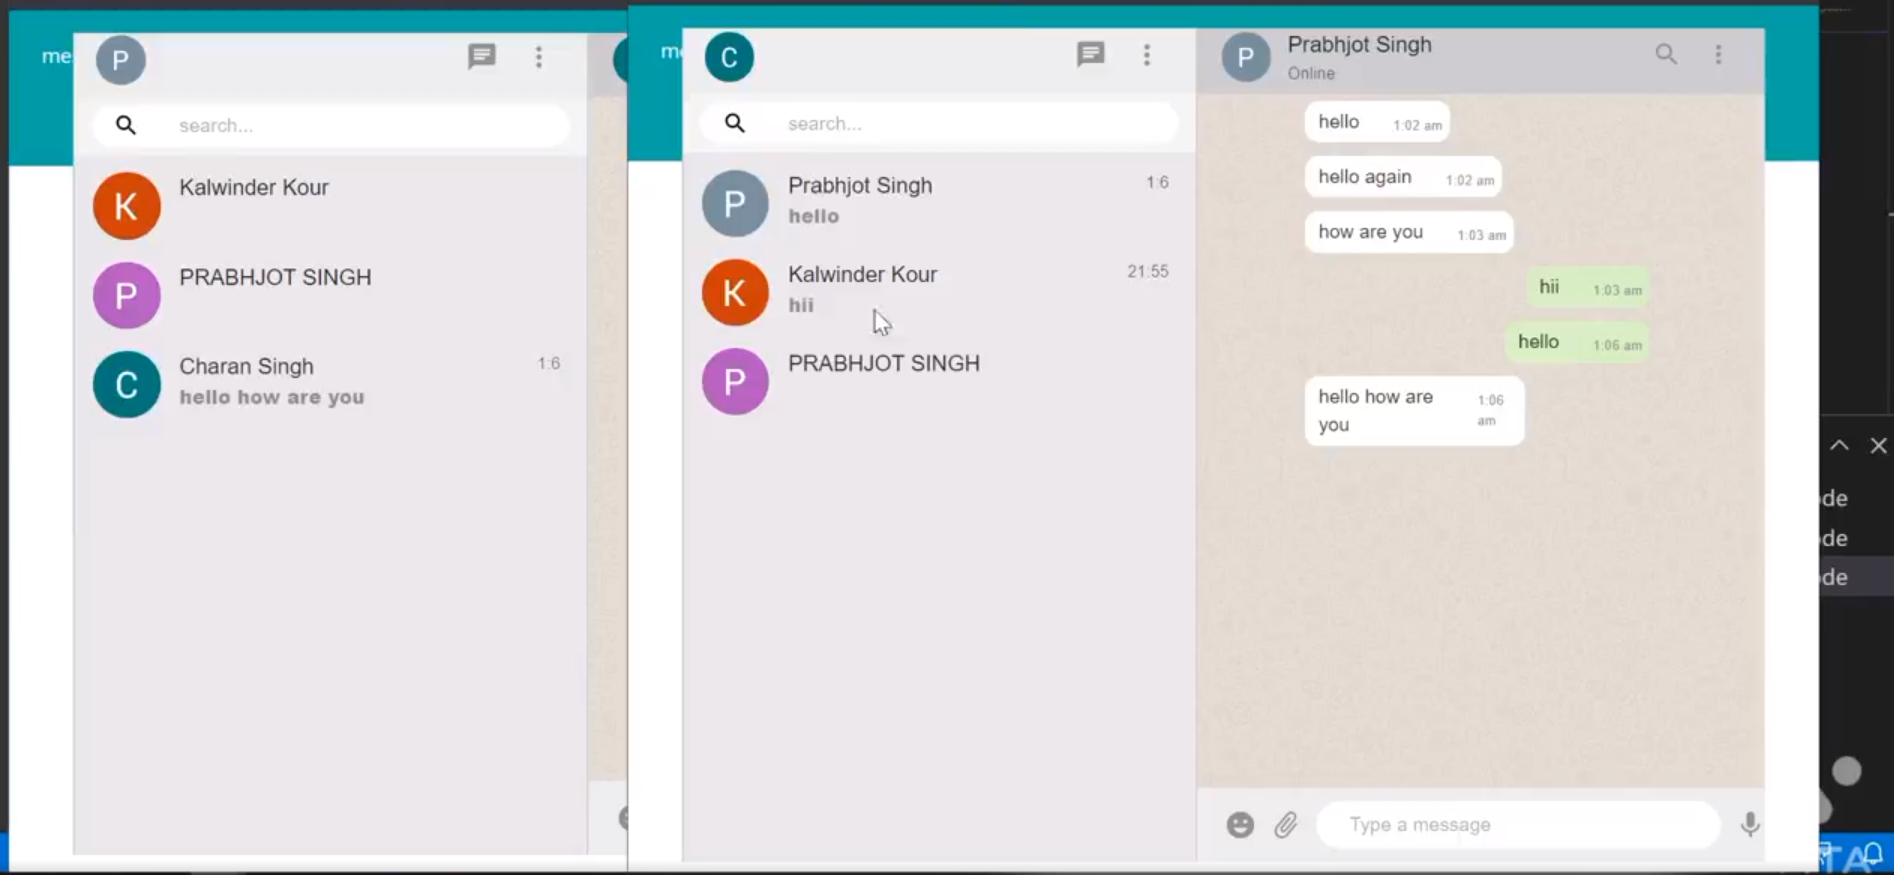 me
P
search...
K
Kalwinder Kour
P
PRABHJOT SINGH
C
Charan Singh
1:6
hello how are you
C
search...
P
Prabhjot Singh
1:6
hello
K
Kalwinder Kour
21:55
hii
P
PRABHJOT SINGH
P
Prabhjot Singh
Online
hello 1:02 am
hello again 1:02 am
how are you 1:03 am
hii 1:03 am
hello 1:06 am
hello how are 1:06
you am
Type a message
de
de
de